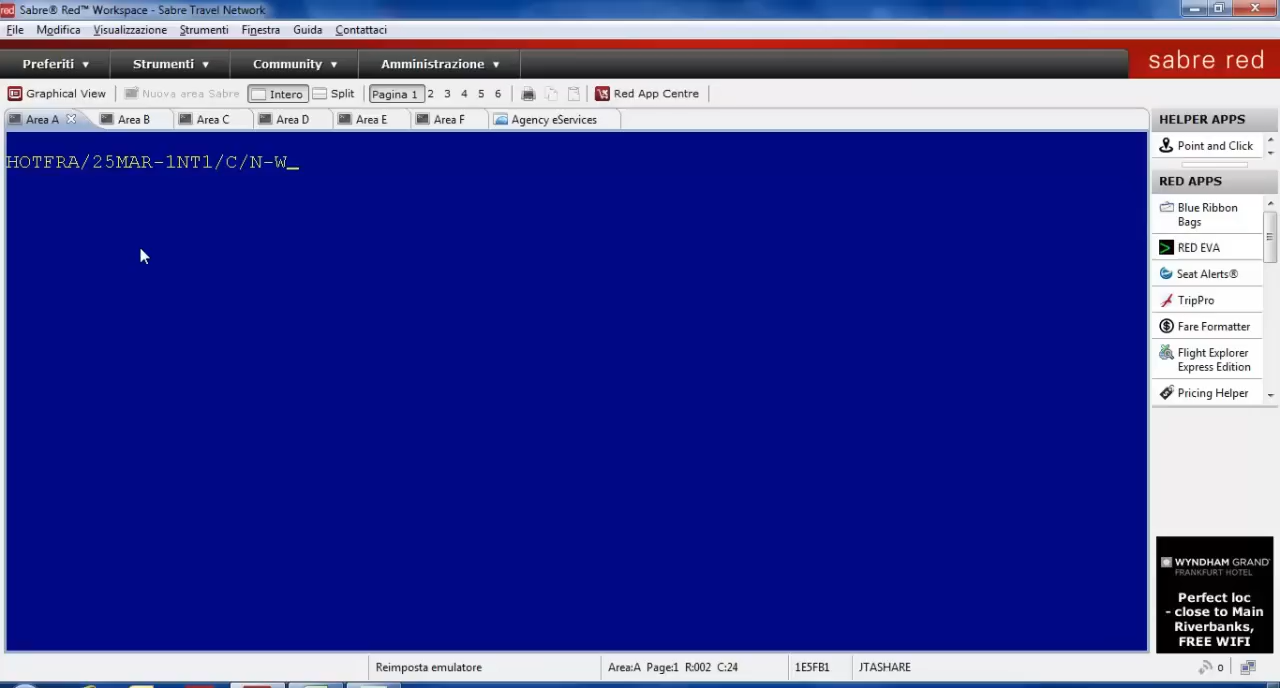 red Sabre® Red™ Workspace - Sabre Travel Network
File Modifica Visualizzazione Strumenti Finestra Guida Contattaci
Preferiti Strumenti Community Amministrazione
sabre red
Graphical View Nuova area Sabre Intero Split Pagina 1 2 3 4 5 6 Red App Centre
Area A Area B Area C Area D Area E Area F Agency eServices
HOTFRA/25MAR-1NT1/C/N-W_
HELPER APPS
Point and Click
RED APPS
Blue Ribbon
Bags
RED EVA
Seat Alerts®
TripPro
Fare Formatter
Flight Explorer
Express Edition
Pricing Helper
WYNDHAM GRAND
FRANKFURT HOTEL
Perfect loc
- close to Main
Riverbanks,
FREE WIFI
Reimposta emulatore Area:A Page:1 R:002 C:24 1E5FB1 JTASHARE 0